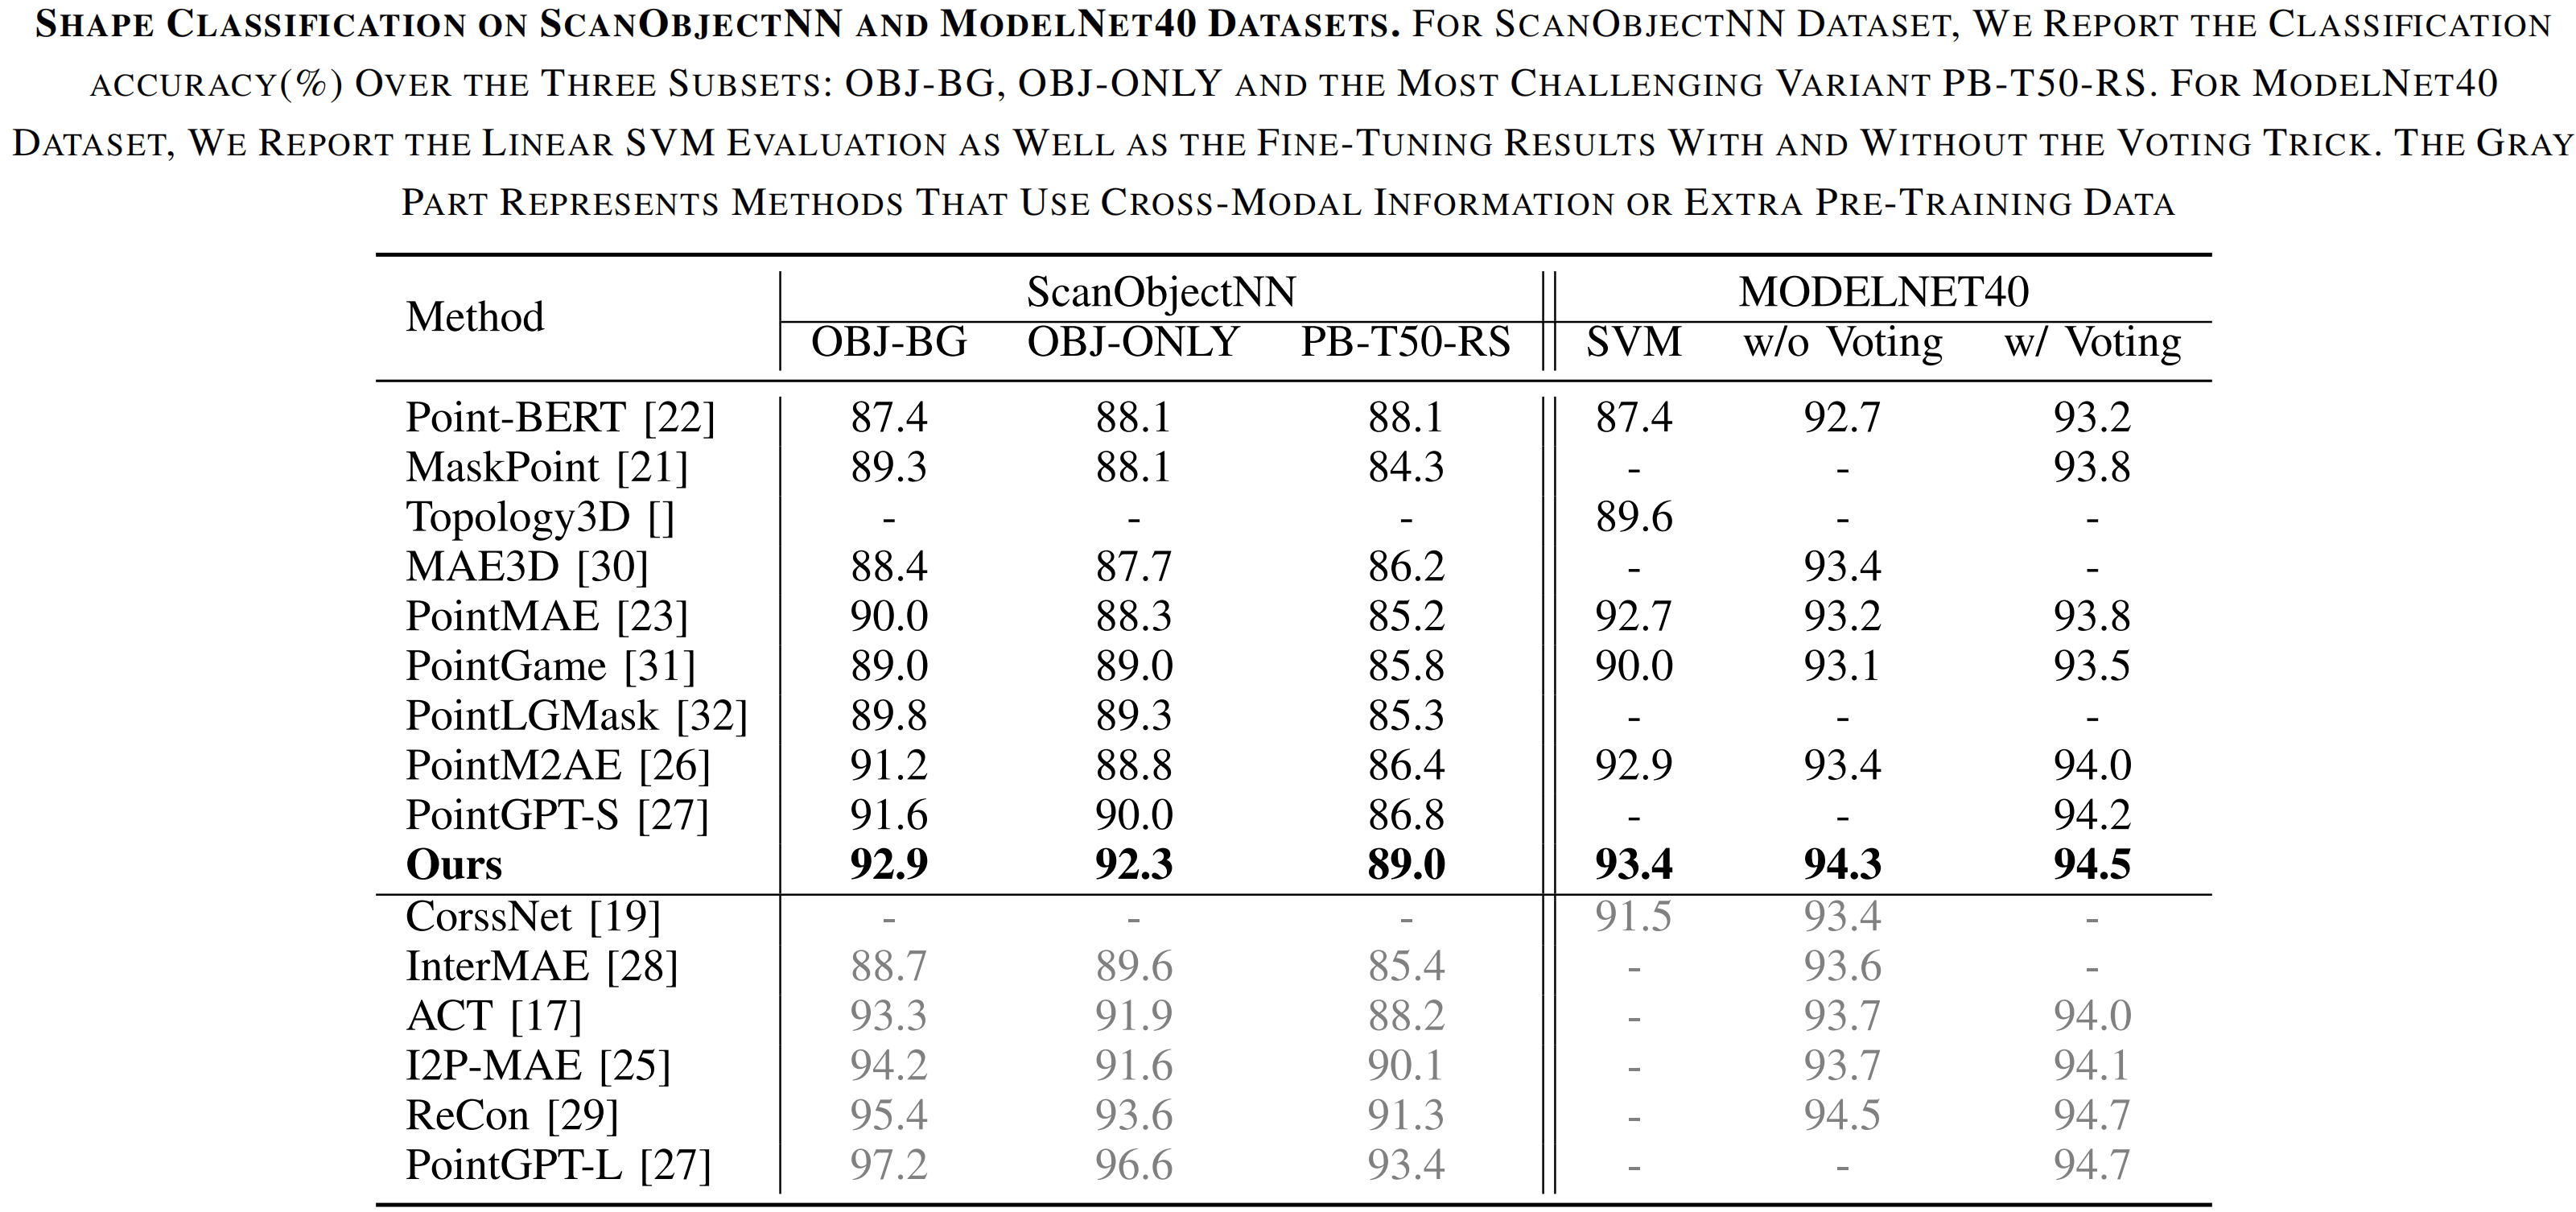 SHAPE CLASSIFICATION ON SCANOBJECTNN AND MODELNET40 DATASETS. FOR SCANOBJECTNN DATASET, WE REPORT THE CLASSIFICATION
ACCURACY(%) OVER THE THREE SUBSETS: OBJ-BG, OBJ-ONLY AND THE MOST CHALLENGING VARIANT PB-T50-RS. FOR MODELNET40
DATASET, WE REPORT THE LINEAR SVM EVALUATION AS WELL AS THE FINE-TUNING RESULTS WITH AND WITHOUT THE VOTING TRICK. THE GRAY
PART REPRESENTS METHODS THAT USE CROSS-MODAL INFORMATION OR EXTRA PRE-TRAINING DATA
Method ScanObjectNN MODELNET40
OBJ-BG OBJ-ONLY PB-T50-RS SVM w/o Voting w/ Voting
Point-BERT [22] 87.4 88.1 88.1 87.4 92.7 93.2
MaskPoint [21] 89.3 88.1 84.3 - - 93.8
Topology3D [] - - - 89.6 - -
MAE3D [30] 88.4 87.7 86.2 - 93.4 -
PointMAE [23] 90.0 88.3 85.2 92.7 93.2 93.8
PointGame [31] 89.0 89.0 85.8 90.0 93.1 93.5
PointLGMask [32] 89.8 89.3 85.3 - - -
PointM2AE [26] 91.2 88.8 86.4 92.9 93.4 94.0
PointGPT-S [27] 91.6 90.0 86.8 - - 94.2
Ours 92.9 92.3 89.0 93.4 94.3 94.5
CorssNet [19] - - - 91.5 93.4 -
InterMAE [28] 88.7 89.6 85.4 - 93.6 -
ACT [17] 93.3 91.9 88.2 - 93.7 94.0
I2P-MAE [25] 94.2 91.6 90.1 - 93.7 94.1
ReCon [29] 95.4 93.6 91.3 - 94.5 94.7
PointGPT-L [27] 97.2 96.6 93.4 - - 94.7